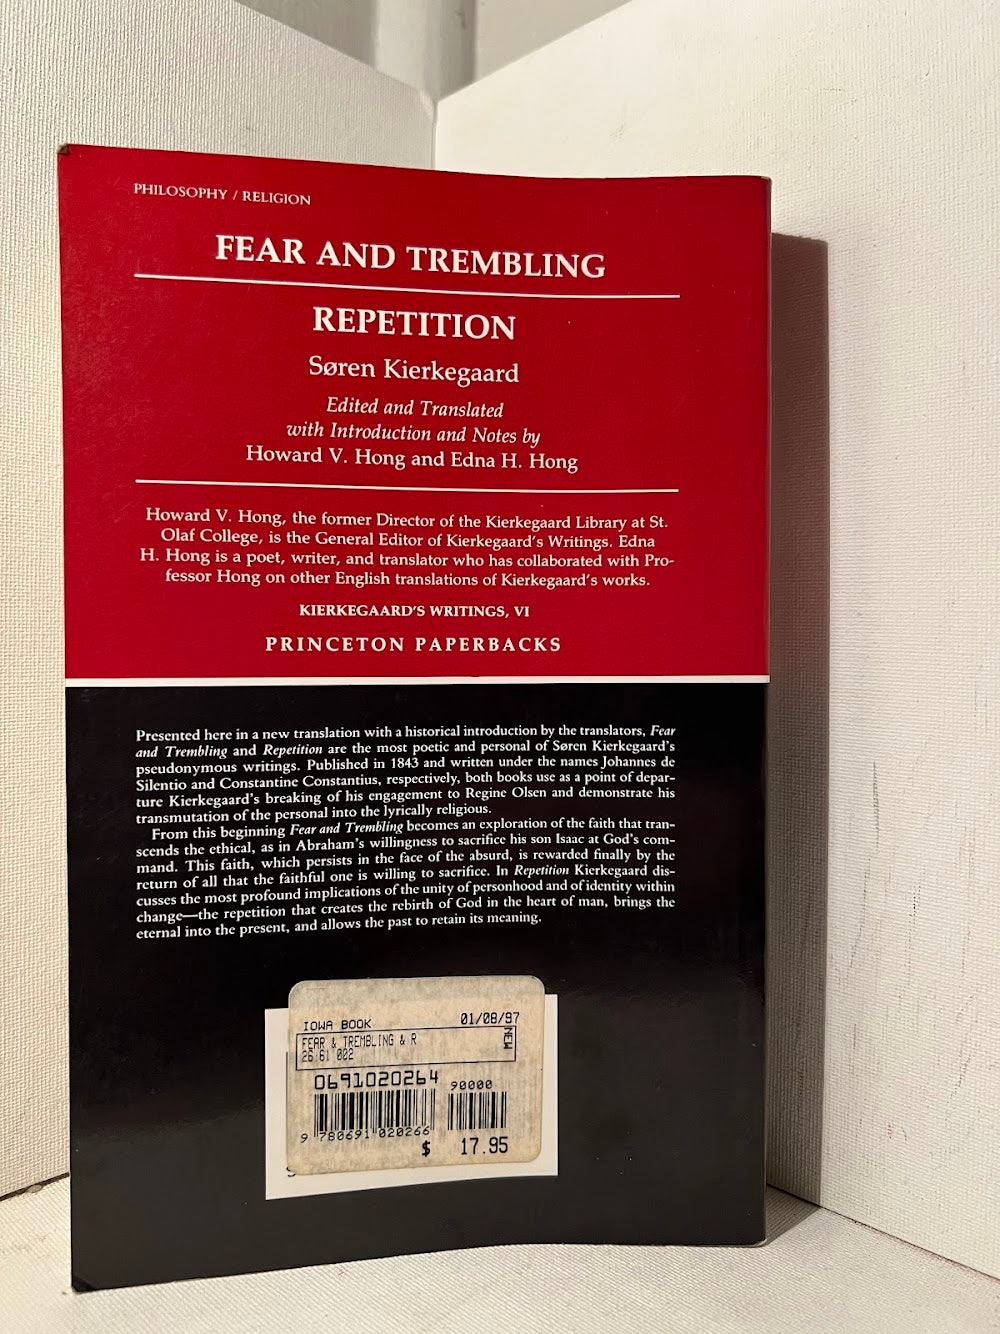 PHILOSOPHY / RELIGION
FEAR AND TREMBLING
REPETITION
Søren Kierkegaard
Edited and Translated
with Introduction and Notes by
Howard V. Hong and Edna H. Hong
Howard V. Hong, the former Director of the Kierkegaard Library at St.
Olaf College, is the General Editor of Kierkegaard's Writings. Edna
H. Hong is a poet, writer, and translator who has collaborated with Pro-
fessor Hong on other English translations of Kierkegaard's works.
KIERKEGAARD'S WRITINGS, VI
PRINCETON PAPERBACKS
Presented here in a new translation with a historical introduction by the translators, Fear
and Trembling and Repetition are the most poetic and personal of Søren Kierkegaard's
pseudonymous writings. Published in 1843 and written under the names Johannes de
Silentio and Constantine Constantius, respectively, both books use as a point of depar-
ture Kierkegaard's breaking of his engagement to Regine Olsen and demonstrate his
transmutation of the personal into the lyrically religious.
From this beginning Fear and Trembling becomes an exploration of the faith that tran-
scends the ethical, as in Abraham's willingness to sacrifice his son Isaac at God's com-
mand. This faith, which persists in the face of the absurd, is rewarded finally by the
return of all that the faithful one is willing to sacrifice. In Repetition Kierkegaard dis-
cusses the most profound implications of the unity of personhood and of identity within
change—the repetition that creates the rebirth of God in the heart of man, brings the
eternal into the present, and allows the past to retain its meaning.
IOWA BOOK 01/08/97
FEAR & TREMBLING & R NEW
26 61 002
0691020264 90000
9 780691 020266
$ 17.95